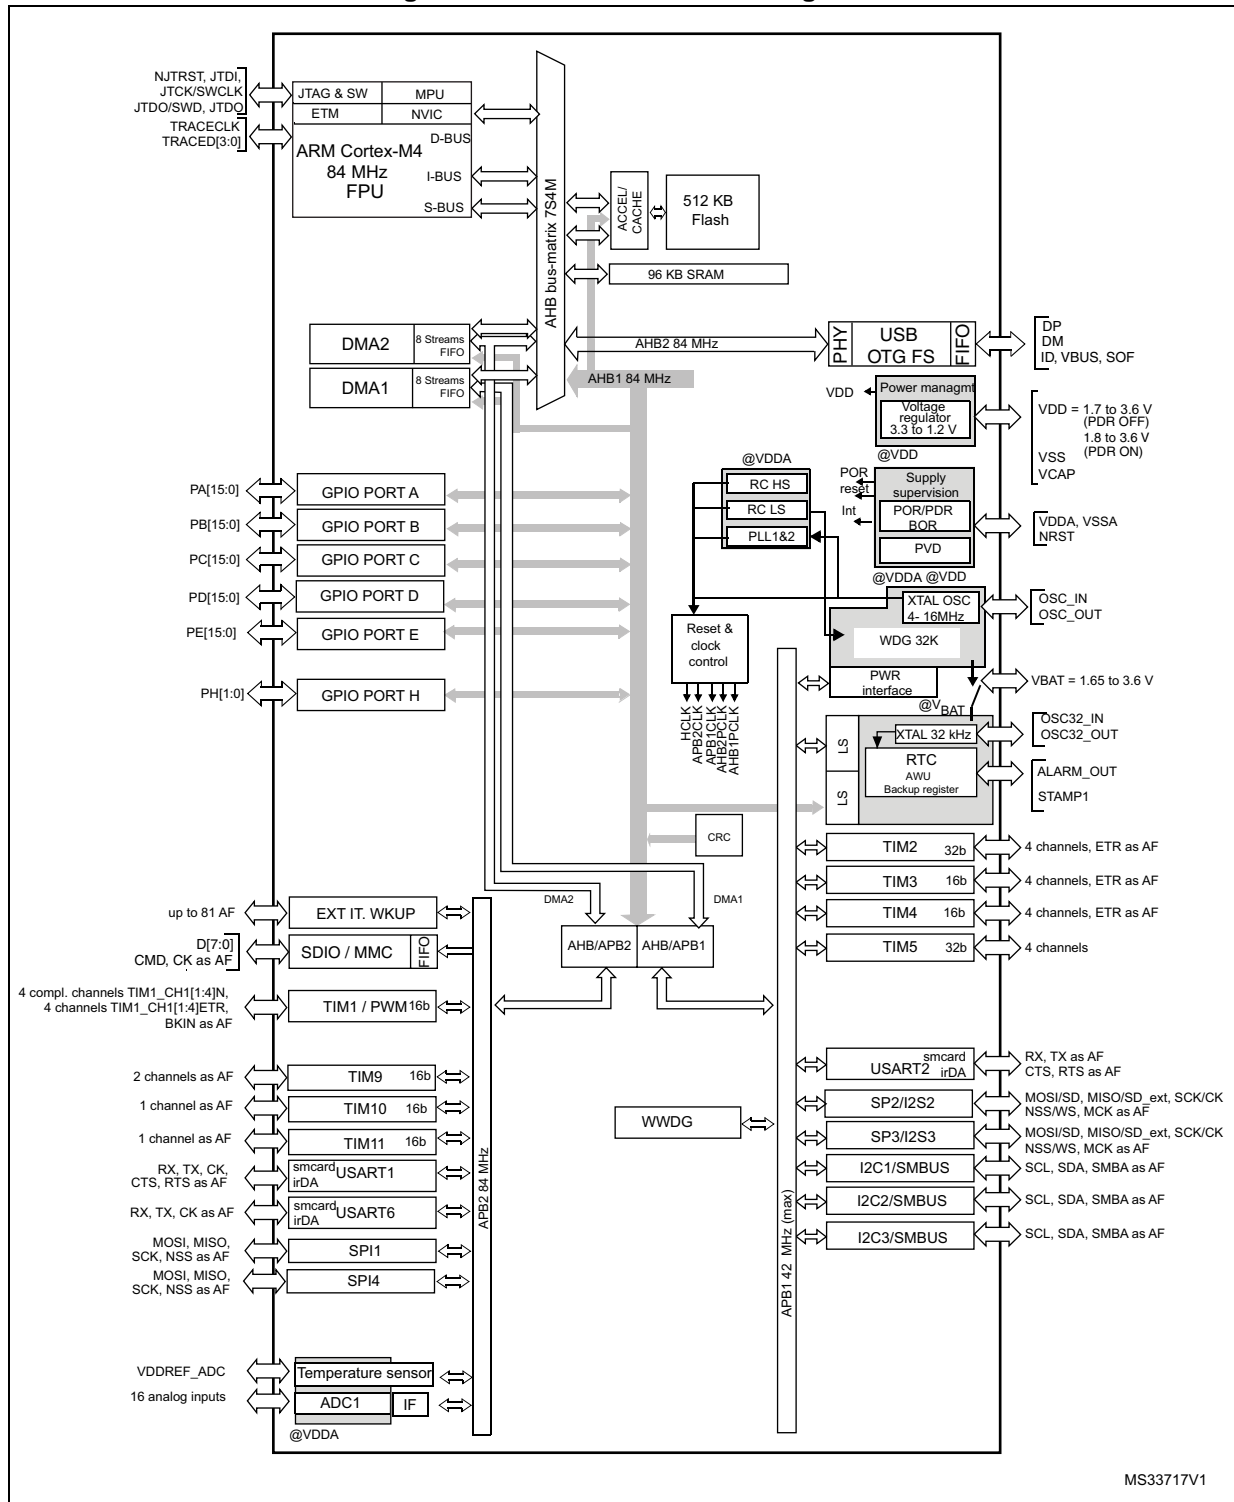 NJTRST, JTDI,
JTCK/SWCLK
JTDO/SWD, JTDO
TRACECLK
TRACED[3:0]
JTAG & SW
MPU
ETM
NVIC
D-BUS
ARM Cortex-M4
84 MHz
FPU
I-BUS
S-BUS
AHB bus-matrix 7S4M
ACCEL/
CACHE
512 KB
Flash
96 KB SRAM
DMA2
8 Streams
FIFO
DMA1
8 Streams
FIFO
AHB2 84 MHz
AHB1 84 MHz
PHY
USB
OTG FS
FIFO
DP
DM
ID, VBUS, SOF
VDD
Power managmt
Voltage
regulator
3.3 to 1.2 V
@VDD
VDD = 1.7 to 3.6 V
(PDR OFF)
1.8 to 3.6 V
(PDR ON)
VSS
VCAP
@VDDA
RC HS
RC LS
PLL1&2
POR
reset
Int
Supply
supervision
POR/PDR
BOR
PVD
VDDA, VSSA
NRST
@VDDA
@VDD
PA[15:0]
GPIO PORT A
PB[15:0]
GPIO PORT B
PC[15:0]
GPIO PORT C
PD[15:0]
GPIO PORT D
PE[15:0]
GPIO PORT E
PH[1:0]
GPIO PORT H
XTAL OSC
4- 16MHz
OSC_IN
OSC_OUT
WDG 32K
Reset &
clock
control
PWR
interface
VBAT = 1.65 to 3.6 V
@VBAT
HCLK
APB2CLK
APB1CLK
AHB2PCLK
AHB1PCLK
LS
LS
XTAL 32 kHz
OSC32_IN
OSC32_OUT
RTC
AWU
Backup register
ALARM_OUT
STAMP1
CRC
TIM2
32b
4 channels, ETR as AF
TIM3
16b
4 channels, ETR as AF
TIM4
16b
4 channels, ETR as AF
TIM5
32b
4 channels
DMA2
DMA1
AHB/APB2
AHB/APB1
up to 81 AF
EXT IT. WKUP
D[7:0]
CMD, CK as AF
SDIO / MMC
FIFO
4 compl. channels TIM1_CH1[1:4]N,
4 channels TIM1_CH1[1:4]ETR,
BKIN as AF
TIM1 / PWM
16b
2 channels as AF
TIM9
16b
1 channel as AF
TIM10
16b
1 channel as AF
TIM11
16b
RX, TX, CK,
CTS, RTS as AF
smcard
irDA
USART1
RX, TX, CK as AF
smcard
irDA
USART6
MOSI, MISO,
SCK, NSS as AF
SPI1
MOSI, MISO,
SCK, NSS as AF
SPI4
APB2 84 MHz
VDDREF_ADC
Temperature sensor
16 analog inputs
ADC1
IF
@VDDA
WWDG
APB1 42 MHz (max)
USART2
smcard
irDA
RX, TX as AF
CTS, RTS as AF
SP2/I2S2
MOSI/SD, MISO/SD_ext, SCK/CK
NSS/WS, MCK as AF
SP3/I2S3
MOSI/SD, MISO/SD_ext, SCK/CK
NSS/WS, MCK as AF
I2C1/SMBUS
SCL, SDA, SMBA as AF
I2C2/SMBUS
SCL, SDA, SMBA as AF
I2C3/SMBUS
SCL, SDA, SMBA as AF
MS33717V1